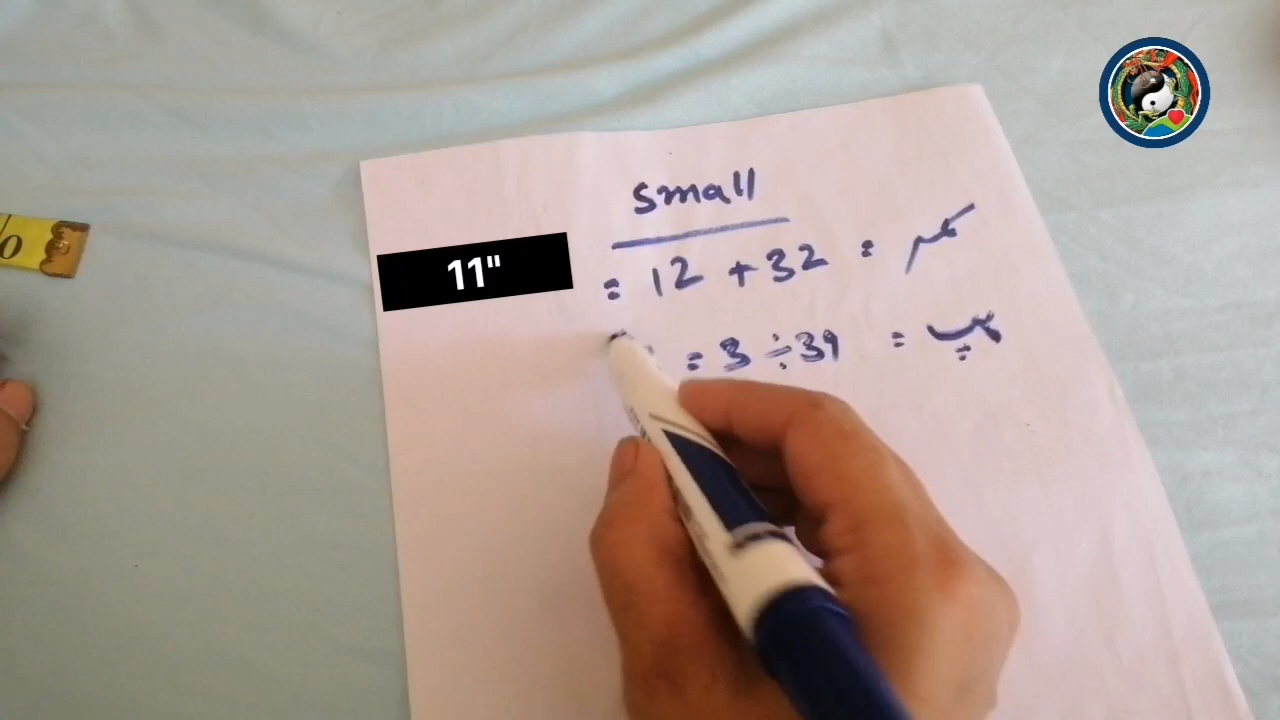 small
11" = 12 + 32 = کمر
= 3 ÷ 39 = ہپ